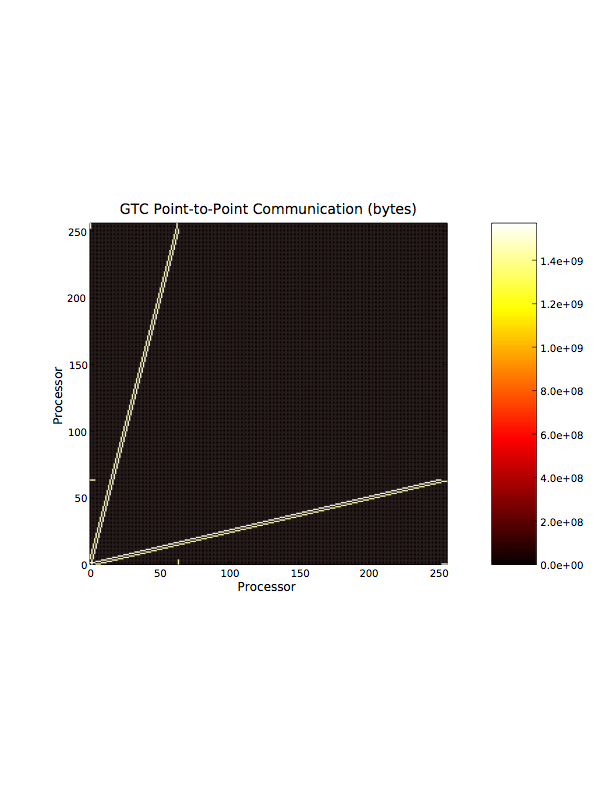 GTC Point-to-Point Communication (bytes)
250
200
150
100
50
0
Processor
0 50 100 150 200 250
Processor
1.4e+09
1.2e+09
1.0e+09
8.0e+08
6.0e+08
4.0e+08
2.0e+08
0.0e+00